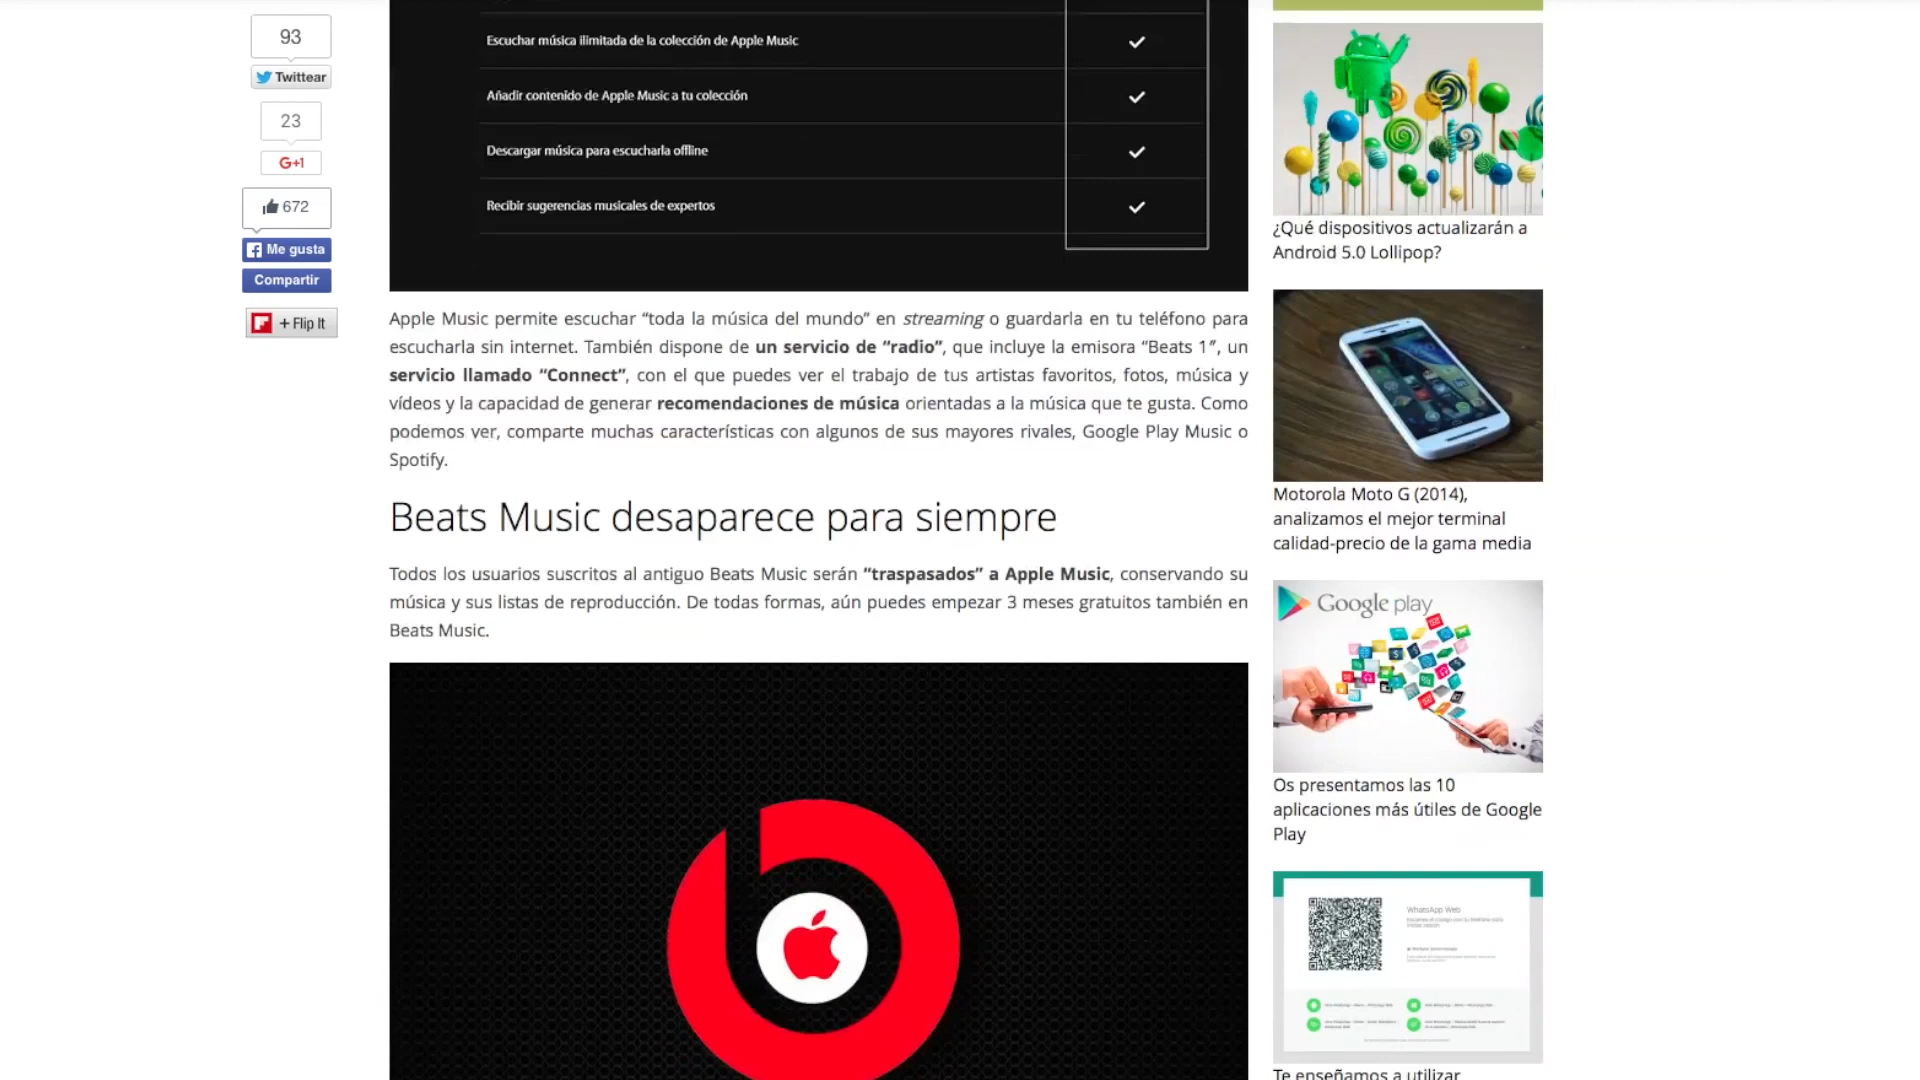 93
Twittear
23
G+1
672
Me gusta
Compartir
+ Flip It
Escuchar música ilimitada de la colección de Apple Music
Añadir contenido de Apple Music a tu colección
Descargar música para escucharla offline
Recibir sugerencias musicales de expertos
Apple Music permite escuchar “toda la música del mundo” en streaming o guardarla en tu teléfono para
escucharla sin internet. También dispone de un servicio de “radio”, que incluye la emisora “Beats 1″, un
servicio llamado “Connect”, con el que puedes ver el trabajo de tus artistas favoritos, fotos, música y
vídeos y la capacidad de generar recomendaciones de música orientadas a la música que te gusta. Como
podemos ver, comparte muchas características con algunos de sus mayores rivales, Google Play Music o
Spotify.
Beats Music desaparece para siempre
Todos los usuarios suscritos al antiguo Beats Music serán “traspasados” a Apple Music, conservando su
música y sus listas de reproducción. De todas formas, aún puedes empezar 3 meses gratuitos también en
Beats Music.
¿Qué dispositivos actualizarán a
Android 5.0 Lollipop?
Motorola Moto G (2014),
analizamos el mejor terminal
calidad-precio de la gama media
Google play
Os presentamos las 10
aplicaciones más útiles de Google
Play
WhatsApp Web
Te enseñamos a utilizar